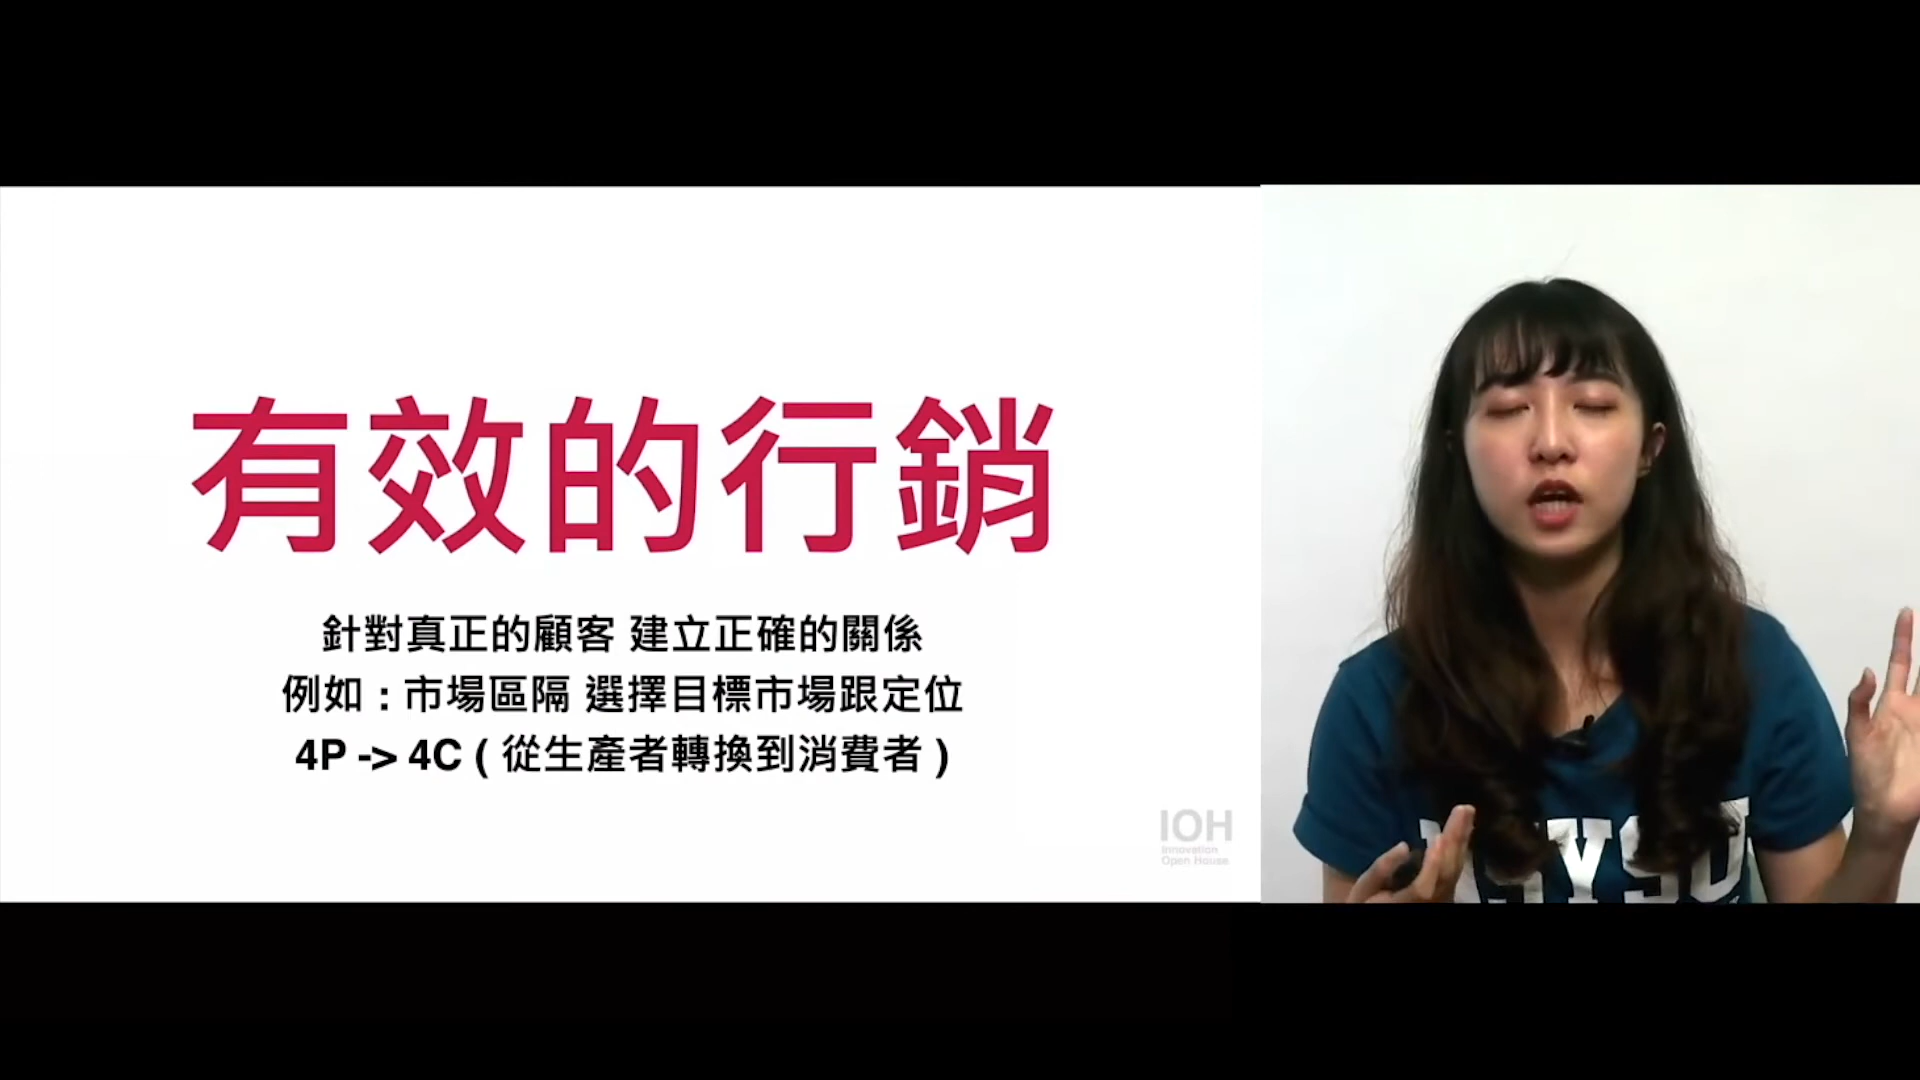 有效的行銷
針對真正的顧客 建立正確的關係
例如 : 市場區隔 選擇目標市場跟定位
4P -> 4C ( 從生產者轉換到消費者 )
IOH
Innovation
Open House